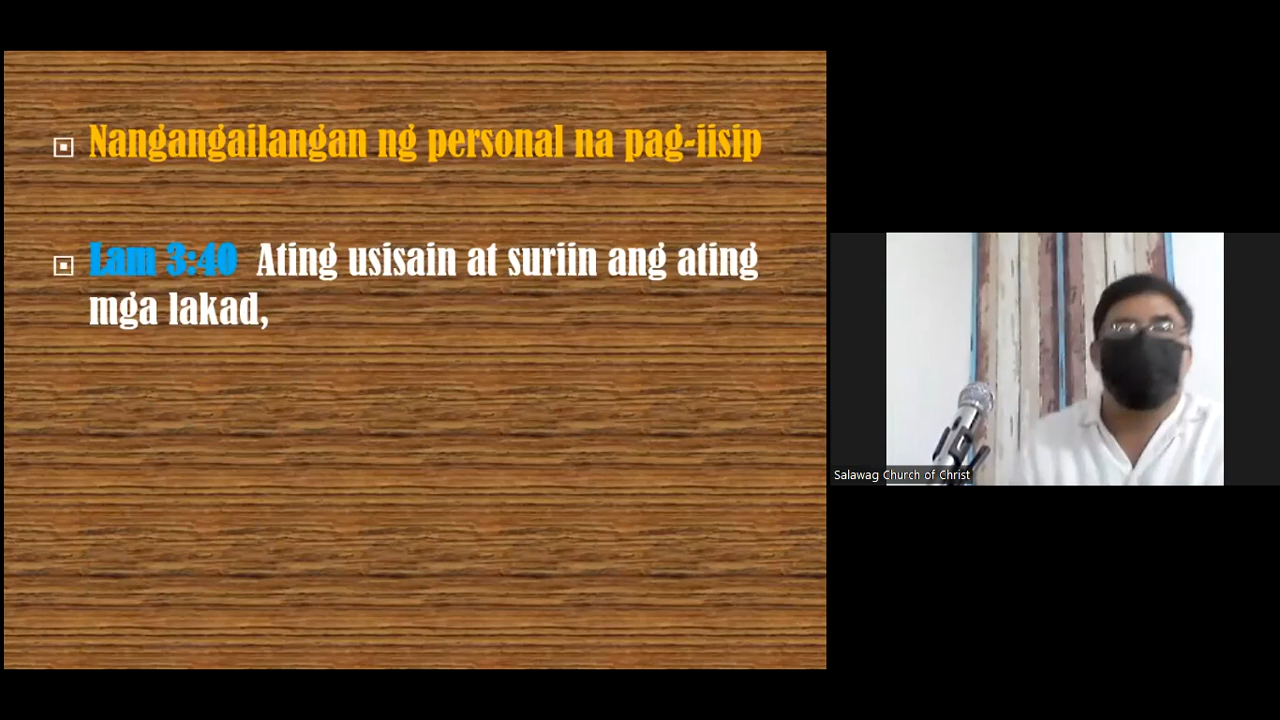 Nangangailangan ng personal na pag-iisip
Lam 3:40 Ating usisain at suriin ang ating
mga lakad,
Salawag Church of Christ